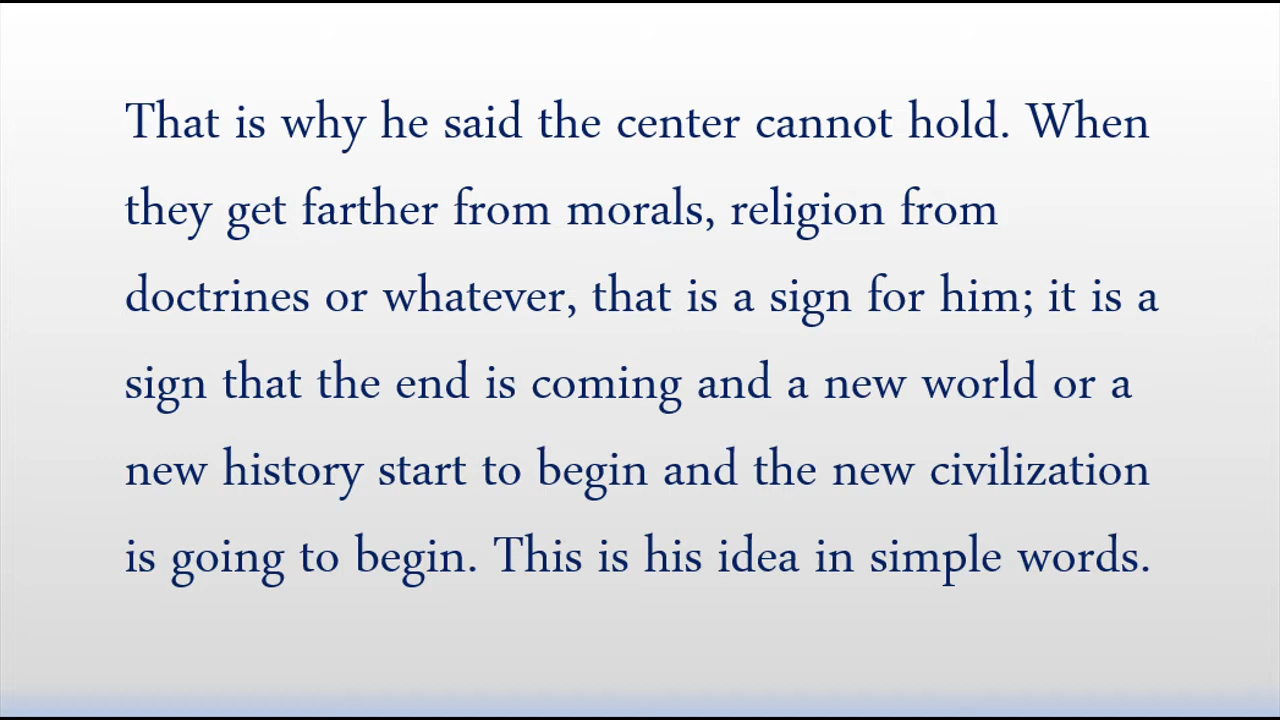 That is why he said the center cannot hold. When
they get farther from morals, religion from
doctrines or whatever, that is a sign for him; it is a
sign that the end is coming and a new world or a
new history start to begin and the new civilization
is going to begin. This is his idea in simple words.